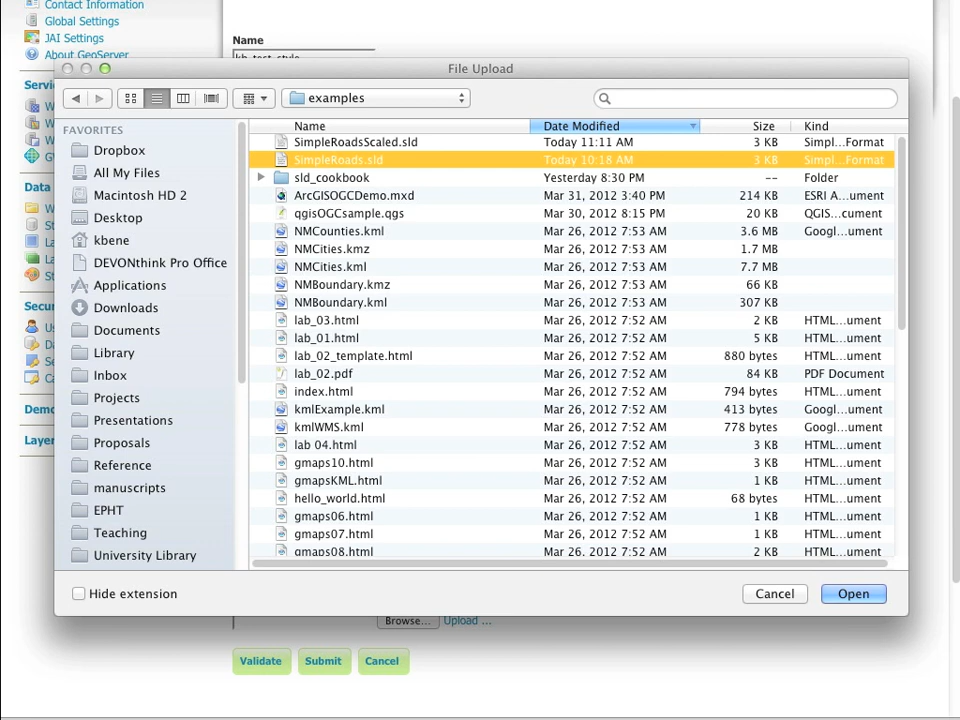 Contact Information
Global Settings
JAI Settings
About GeoServer
Name
kb_test_style
File Upload
examples
Servi
FAVORITES
Dropbox
All My Files
Macintosh HD 2
Desktop
kbene
DEVONthink Pro Office
Applications
Downloads
Documents
Library
Inbox
Projects
Presentations
Proposals
Reference
manuscripts
EPHT
Teaching
University Library
Data
Secu
Demo
Layer
Name Date Modified Size Kind
SimpleRoadsScaled.sld Today 11:11 AM 3 KB Simpl...Format
SimpleRoads.sld Today 10:18 AM 3 KB Simpl...Format
sld_cookbook Yesterday 8:30 PM -- Folder
ArcGISOGCDemo.mxd Mar 31, 2012 3:40 PM 214 KB ESRI A...ument
qgisOGCsample.qgs Mar 30, 2012 8:15 PM 20 KB QGIS...cument
NMCounties.kml Mar 26, 2012 7:53 AM 3.6 MB Googl...ument
NMCities.kmz Mar 26, 2012 7:53 AM 1.7 MB
NMCities.kml Mar 26, 2012 7:53 AM 7.7 MB
NMBoundary.kmz Mar 26, 2012 7:53 AM 66 KB
NMBoundary.kml Mar 26, 2012 7:53 AM 307 KB
lab_03.html Mar 26, 2012 7:52 AM 2 KB HTML...ument
lab_01.html Mar 26, 2012 7:52 AM 5 KB HTML...ument
lab_02_template.html Mar 26, 2012 7:52 AM 880 bytes HTML...ument
lab_02.pdf Mar 26, 2012 7:52 AM 84 KB PDF Document
index.html Mar 26, 2012 7:52 AM 794 bytes HTML...ument
kmlExample.kml Mar 26, 2012 7:52 AM 413 bytes Googl...ument
kmlWMS.kml Mar 26, 2012 7:52 AM 778 bytes Googl...ument
lab 04.html Mar 26, 2012 7:52 AM 3 KB HTML...ument
gmaps10.html Mar 26, 2012 7:52 AM 3 KB HTML...ument
gmapsKML.html Mar 26, 2012 7:52 AM 1 KB HTML...ument
hello_world.html Mar 26, 2012 7:52 AM 68 bytes HTML...ument
gmaps06.html Mar 26, 2012 7:52 AM 1 KB HTML...ument
gmaps07.html Mar 26, 2012 7:52 AM 1 KB HTML...ument
gmaps08.html Mar 26, 2012 7:52 AM 2 KB HTML...ument
Hide extension
Cancel
Open
Browse...
Upload ...
Validate
Submit
Cancel